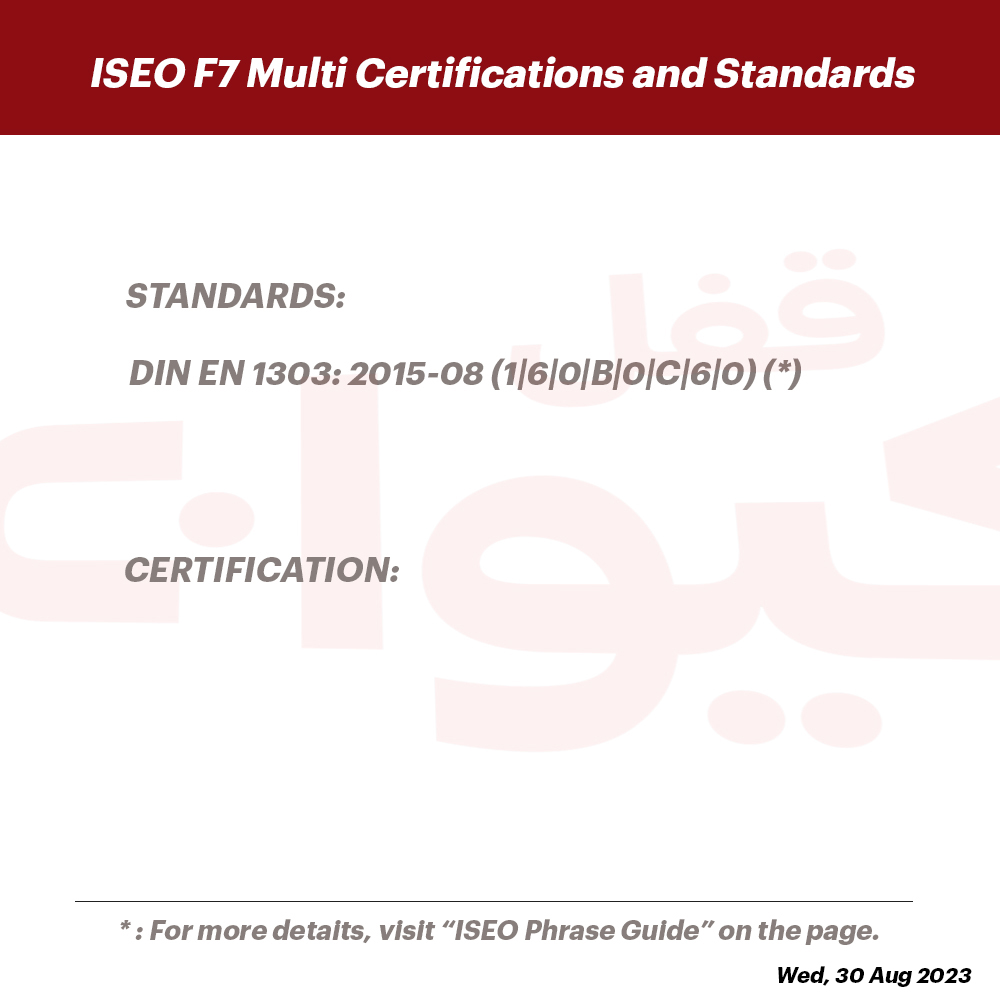 ISEO F7 Multi Certifications and Standards
قفل
STANDARDS:
DIN EN 1303: 2015-08 (1|6|0|B|0|C|6|0) (*)
کیوان
CERTIFICATION:
* : For more detaits, visit “ISEO Phrase Guide” on the page.
Wed, 30 Aug 2023